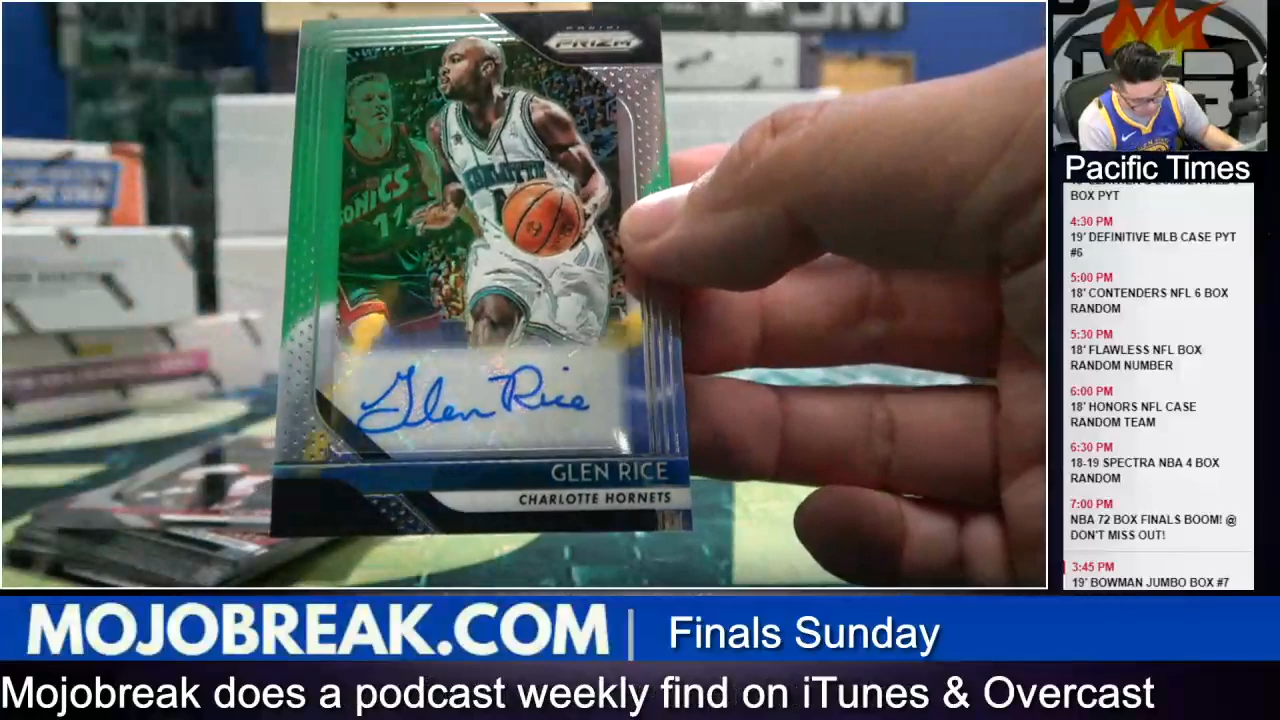 PANINI
PRIZM
SONICS
11
CHARLOTTE
Glen Rice
GLEN RICE
CHARLOTTE HORNETS
Pacific Times
BOX PYT
4:30 PM
19' DEFINITIVE MLB CASE PYT
#6
5:00 PM
18' CONTENDERS NFL 6 BOX
RANDOM
5:30 PM
18' FLAWLESS NFL BOX
RANDOM NUMBER
6:00 PM
18' HONORS NFL CASE
RANDOM TEAM
6:30 PM
18-19 SPECTRA NBA 4 BOX
RANDOM
7:00 PM
NBA 72 BOX FINALS BOOM! @
DON'T MISS OUT!
3:45 PM
19' BOWMAN JUMBO BOX #7
MOJOBREAK.COM | Finals Sunday
Mojobreak does a podcast weekly find on iTunes & Overcast